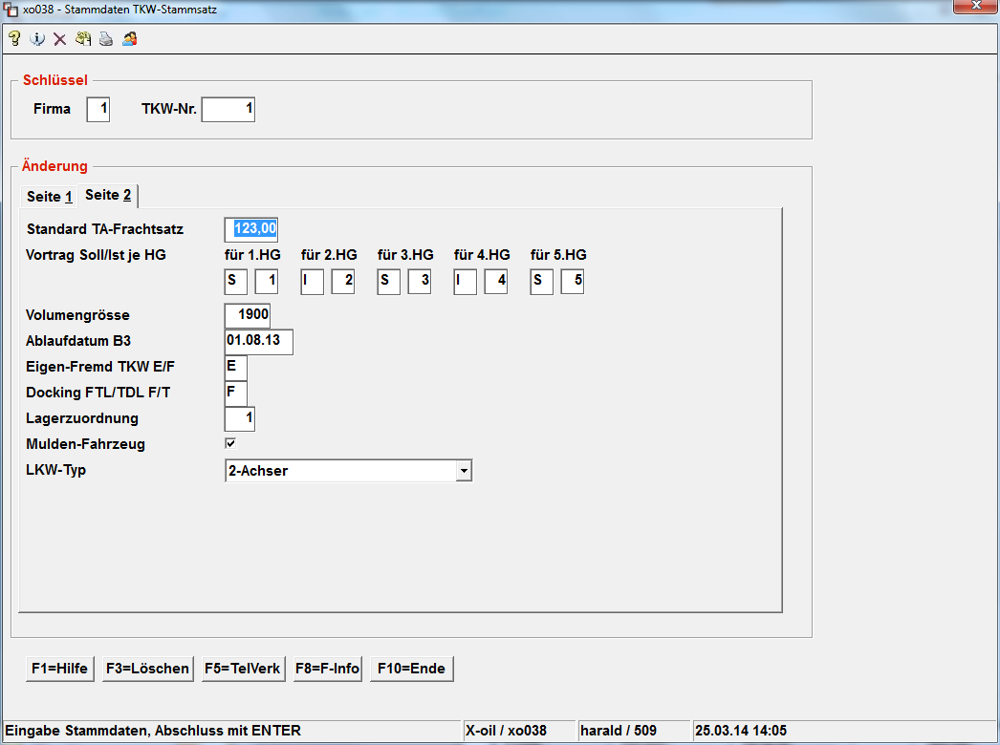 xo038 - Stammdaten TKW-Stammsatz
Schlüssel
Firma 1 TKW-Nr. 1
Änderung
Seite 1 Seite 2
Standard TA-Frachtsatz 123,00
Vortrag Soll/Ist je HG für 1.HG für 2.HG für 3.HG für 4.HG für 5.HG
S 1 I 2 S 3 I 4 S 5
Volumengrösse 1900
Ablaufdatum B3 01.08.13
Eigen-Fremd TKW E/F E
Docking FTL/TDL F/T F
Lagerzuordnung 1
Mulden-Fahrzeug
LKW-Typ 2-Achser
F1=Hilfe F3=Löschen F5=TelVerk F8=F-Info F10=Ende
Eingabe Stammdaten, Abschluss mit ENTER X-oil / xo038 harald / 509 25.03.14 14:05